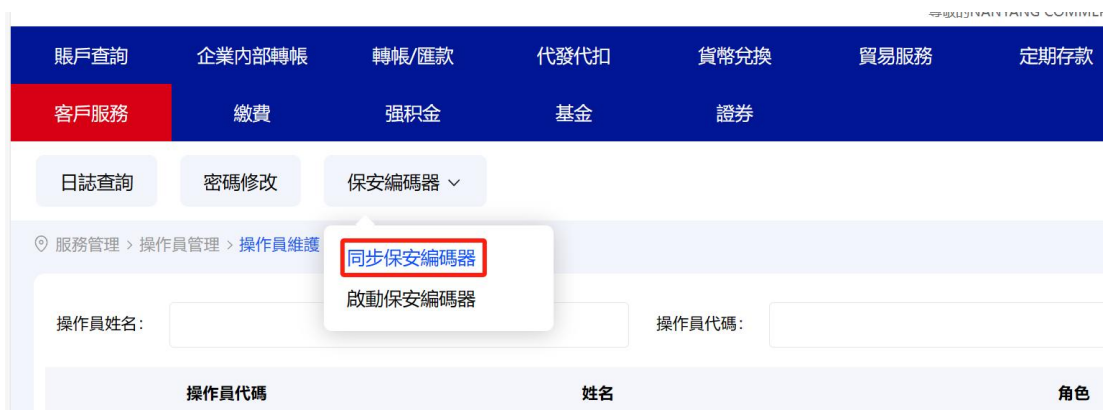 NANYANG COMMER
賬戶查詢 企業内部轉帳 轉帳/匯款 代發代扣 貨幣兌換 貿易服務 定期存款
客戶服務 繳費 强积金 基金 證券
日誌查詢 密碼修改 保安編碼器
服務管理 > 操作員管理 > 操作員維護
同步保安編碼器
啟動保安編碼器
操作員姓名: 操作員代碼:
操作員代碼 姓名 角色